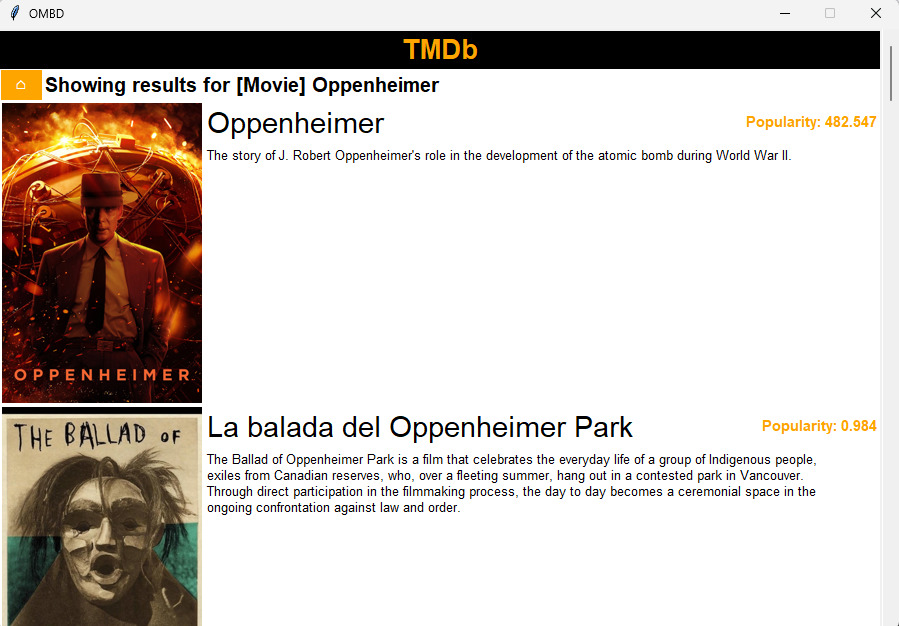 OMBD
TMDb
Showing results for [Movie] Oppenheimer
Oppenheimer
Popularity: 482.547
The story of J. Robert Oppenheimer's role in the development of the atomic bomb during World War II.
OPPENHEIMER
La balada del Oppenheimer Park
Popularity: 0.984
The Ballad of Oppenheimer Park is a film that celebrates the everyday life of a group of Indigenous people,
exiles from Canadian reserves, who, over a fleeting summer, hang out in a contested park in Vancouver.
Through direct participation in the filmmaking process, the day to day becomes a ceremonial space in the
ongoing confrontation against law and order.
THE BALLAD OF